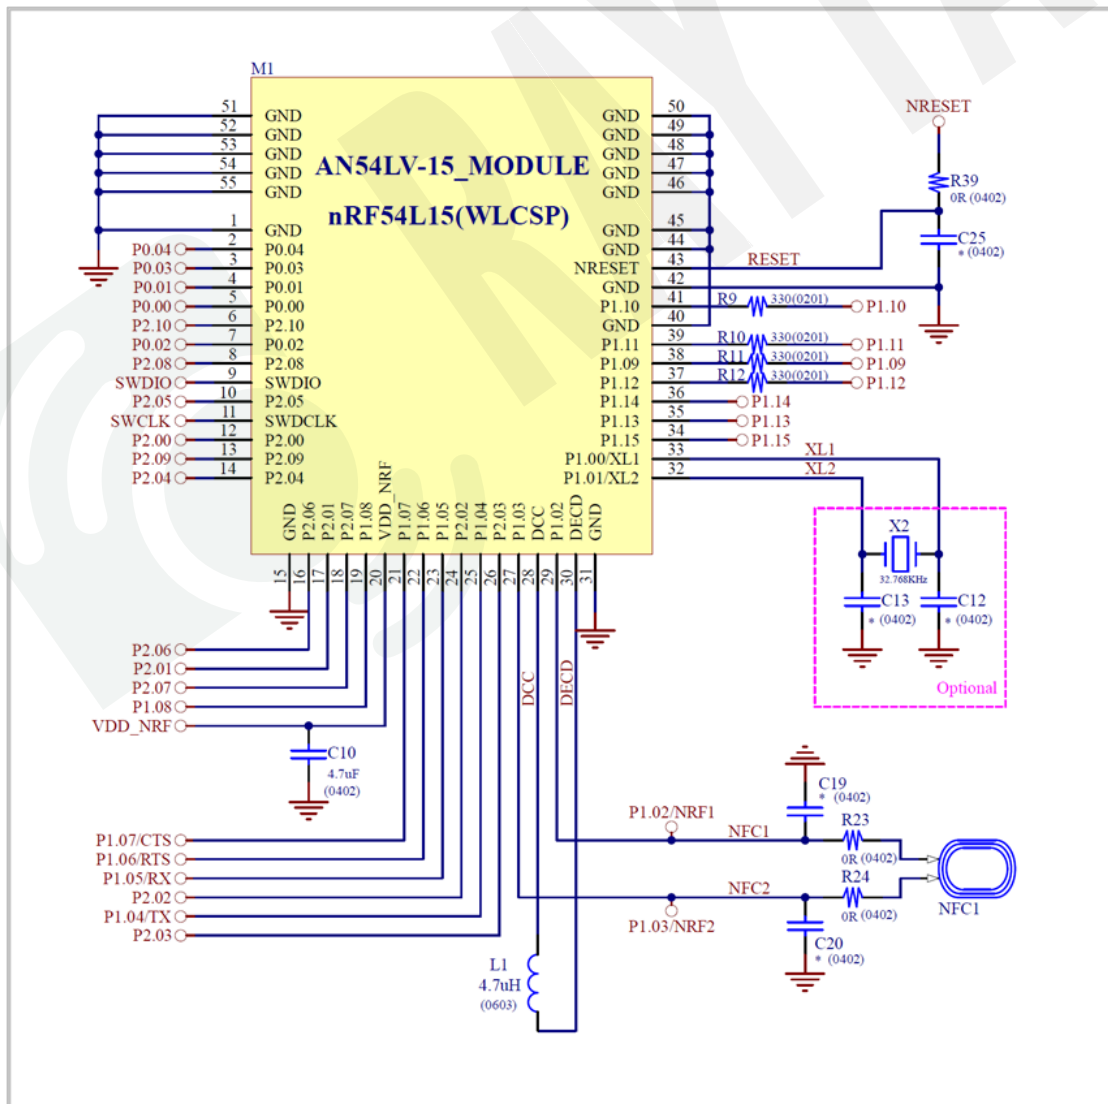 M1
AN54LV-15_MODULE
nRF54L15(WLCSP)
51 GND
52 GND
53 GND
54 GND
55 GND
1 GND
P0.04 2 P0.04
P0.03 3 P0.03
P0.01 4 P0.01
P0.00 5 P0.00
P2.10 6 P2.10
P0.02 7 P0.02
P2.08 8 P2.08
SWDIO 9 SWDIO
P2.05 10 P2.05
SWCLK 11 SWDCLK
P2.00 12 P2.00
P2.09 13 P2.09
P2.04 14 P2.04
GND 50
GND 49
GND 48
GND 47
GND 46
GND 45
GND 44
NRESET 43 RESET
GND 42
P1.10 41 R9 330(0201) P1.10
GND 40
P1.11 39 R10 330(0201) P1.11
P1.09 38 R11 330(0201) P1.09
P1.12 37 R12 330(0201) P1.12
P1.14 36 P1.14
P1.13 35 P1.13
P1.15 34 P1.15
P1.00/XL1 33 XL1
P1.01/XL2 32 XL2
NRESET
R39
0R (0402)
C25
* (0402)
GND 15
P2.06 16
P2.01 17
P2.07 18
P1.08 19
VDD_NRF 20
P1.07 21
P1.06 22
P1.05 23
P2.02 24
P1.04 25
P2.03 26
P1.03 27
DCC 28
P1.02 29
DECD 30
GND 31
X2
32.768KHz
C13
* (0402)
C12
* (0402)
Optional
P2.06
P2.01
P2.07
P1.08
VDD_NRF
C10
4.7uF
(0402)
DCC
DECD
P1.07/CTS
P1.06/RTS
P1.05/RX
P2.02
P1.04/TX
P2.03
L1
4.7uH
(0603)
C19
* (0402)
P1.02/NRF1
NFC1
R23
0R (0402)
R24
0R (0402)
NFC2
P1.03/NRF2
C20
* (0402)
NFC1
RAYTA